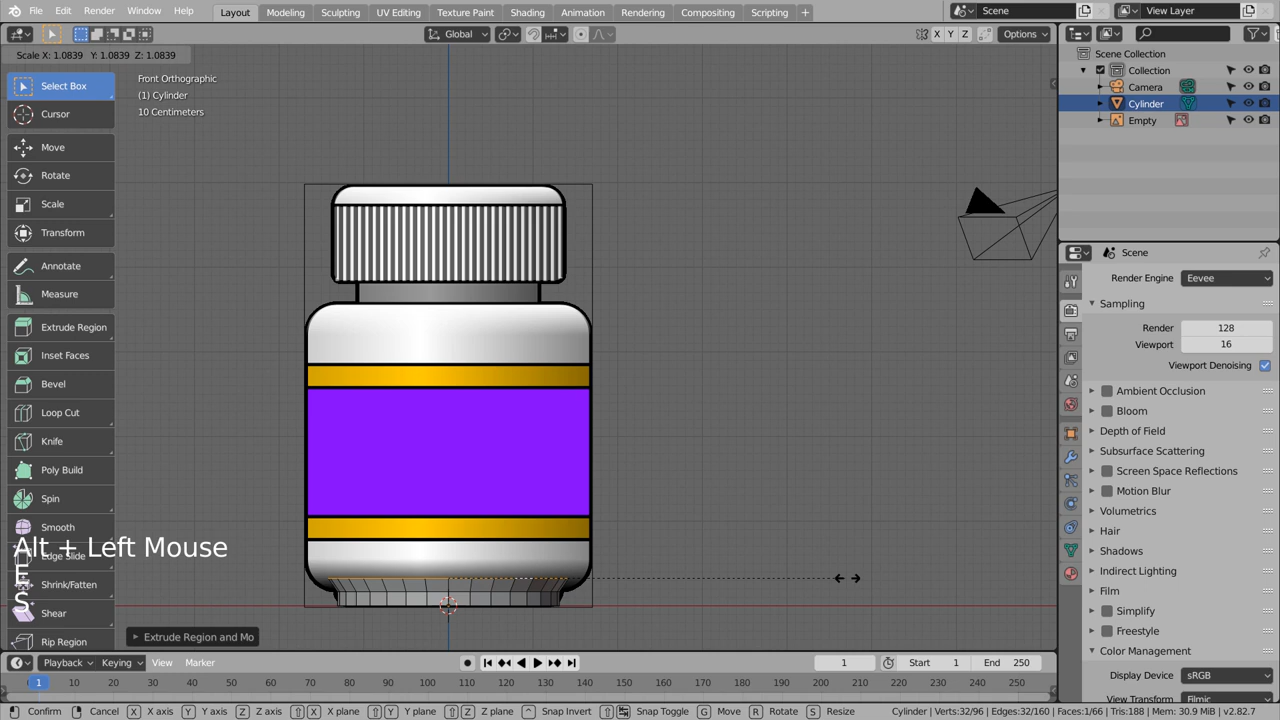 File Edit Render Window Help
Layout Modeling Sculpting UV Editing Texture Paint Shading Animation Rendering Compositing Scripting +
Scene
View Layer
Global
X Y Z
Options
Scale X: 1.0839 Y: 1.0839 Z: 1.0839
Front Orthographic
(1) Cylinder
10 Centimeters
Select Box
Cursor
Move
Rotate
Scale
Transform
Annotate
Measure
Extrude Region
Inset Faces
Bevel
Loop Cut
Knife
Poly Build
Spin
Smooth
Edge Slide
Shrink/Fatten
Shear
Rip Region
Alt + Left Mouse
E
S
Extrude Region and Mo
Scene Collection
Collection
Camera
Cylinder
Empty
Scene
Render Engine Eevee
Sampling
Render 128
Viewport 16
Viewport Denoising
Ambient Occlusion
Bloom
Depth of Field
Subsurface Scattering
Screen Space Reflections
Motion Blur
Volumetrics
Hair
Shadows
Indirect Lighting
Film
Simplify
Freestyle
Color Management
Display Device sRGB
View Transform Filmic
Playback Keying View Marker
1 Start 1 End 250
1 10 20 30 40 50 60 70 80 90 100 110 120 130 140 150 160 170 180 190 200 210 220 230 240 250
Confirm Cancel X X axis Y Y axis Z Z axis X X plane Y Y plane Z Z plane Snap Invert Snap Toggle G Move R Rotate S Resize
Cylinder | Verts:32/96 | Edges:32/160 | Faces:1/66 | Tris:188 | Mem: 30.9 MiB | v2.82.7